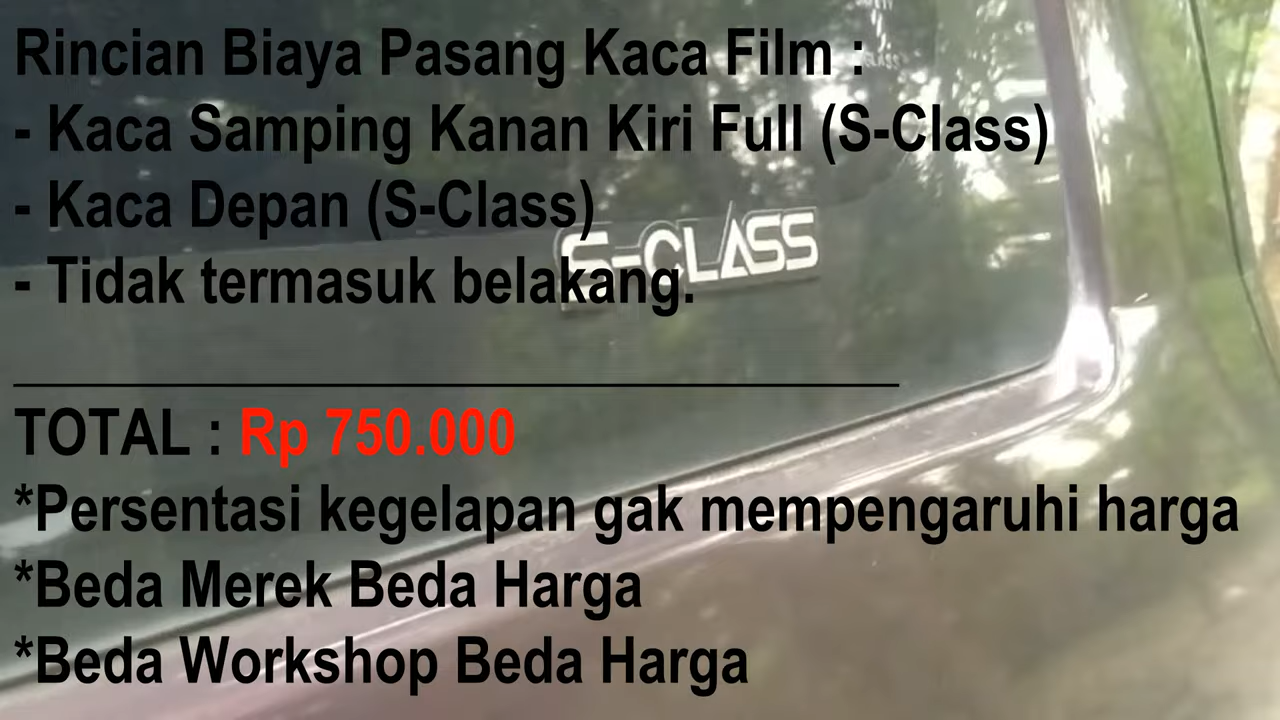 Rincian Biaya Pasang Kaca Film :
- Kaca Samping Kanan Kiri Full (S-Class)
- Kaca Depan (S-Class)
S-CLASS
- Tidak termasuk belakang.
TOTAL : Rp 750.000
*Persentasi kegelapan gak mempengaruhi harga
*Beda Merek Beda Harga
*Beda Workshop Beda Harga